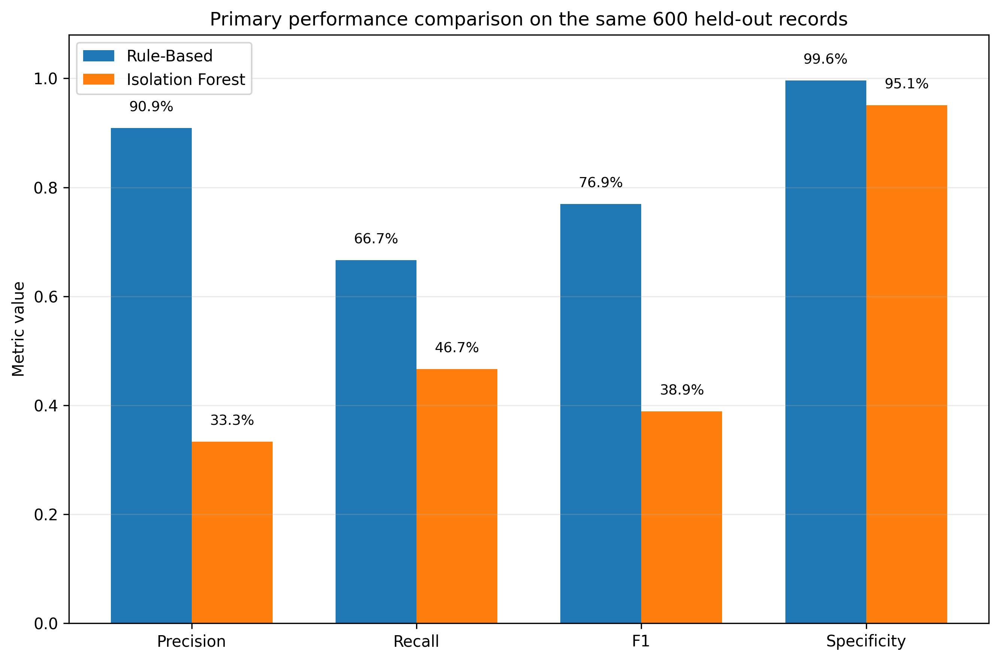 Primary performance comparison on the same 600 held-out records
Rule-Based
Isolation Forest
Metric value
1.0
0.8
0.6
0.4
0.2
0.0
90.9%
33.3%
66.7%
46.7%
76.9%
38.9%
99.6%
95.1%
Precision
Recall
F1
Specificity